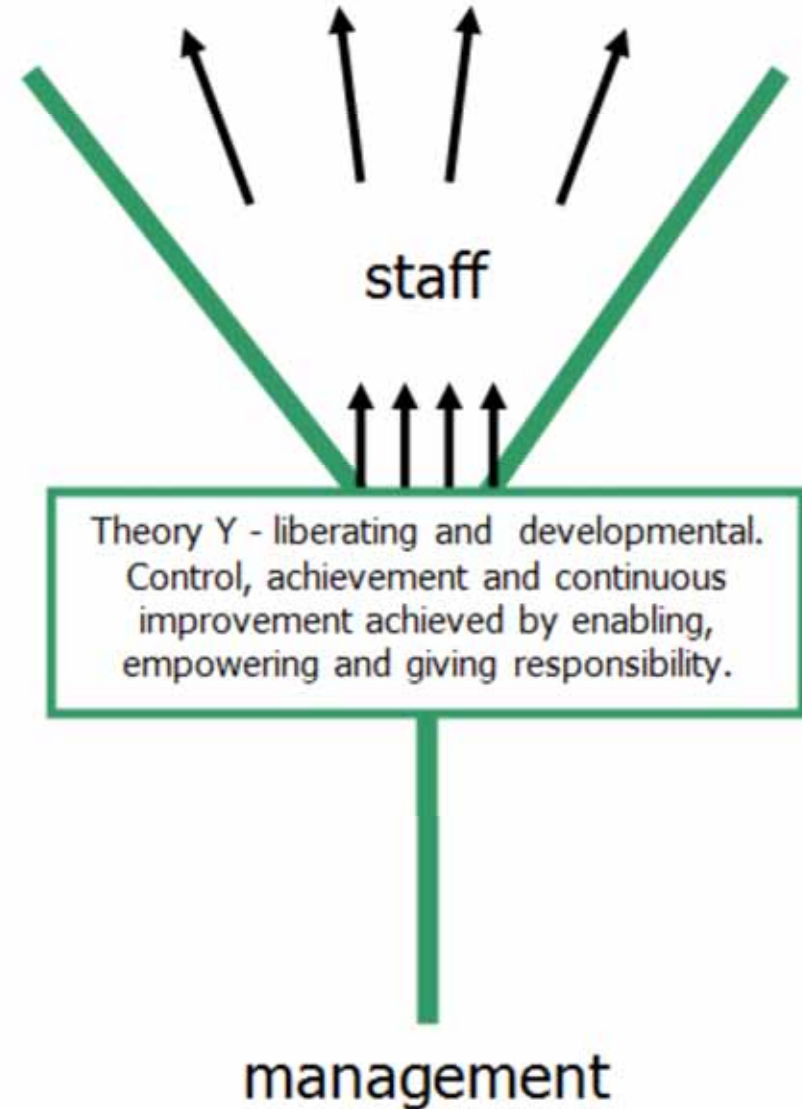 staff
Theory Y - liberating and developmental.
Control, achievement and continuous
improvement achieved by enabling,
empowering and giving responsibility.
management